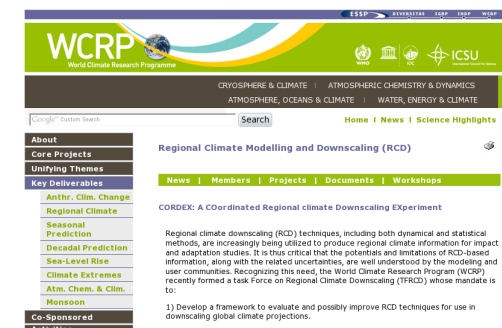 ESSP DIVERSITAS IGBP IHDP WCRP
WCRP
World Climate Research Programme
WMO IOC ICSU
CRYOSPHERE & CLIMATE | ATMOSPHERIC CHEMISTRY & DYNAMICS
ATMOSPHERE, OCEANS & CLIMATE | WATER, ENERGY & CLIMATE
Google™ Custom Search Search Home I News I Science Highlights
About
Core Projects
Unifying Themes
Key Deliverables
Anthr. Clim. Change
Regional Climate
Seasonal
Prediction
Decadal Prediction
Sea-Level Rise
Climate Extremes
Atm. Chem. & Clim.
Monsoon
Co-Sponsored
Regional Climate Modelling and Downscaling (RCD)
News | Members | Projects | Documents | Workshops
CORDEX: A COordinated Regional climate Downscaling EXperiment
Regional climate downscaling (RCD) techniques, including both dynamical and statistical
methods, are increasingly being utilized to produce regional climate information for impact
and adaptation studies. It is thus critical that the potentials and limitations of RCD-based
information, along with the related uncertainties, are well understood by the modeling and
user communities. Recognizing this need, the World Climate Research Program (WCRP)
recently formed a task Force on Regional Climate Downscaling (TFRCD) whose mandate is
to:
1) Develop a framework to evaluate and possibly improve RCD techniques for use in
downscaling global climate projections.